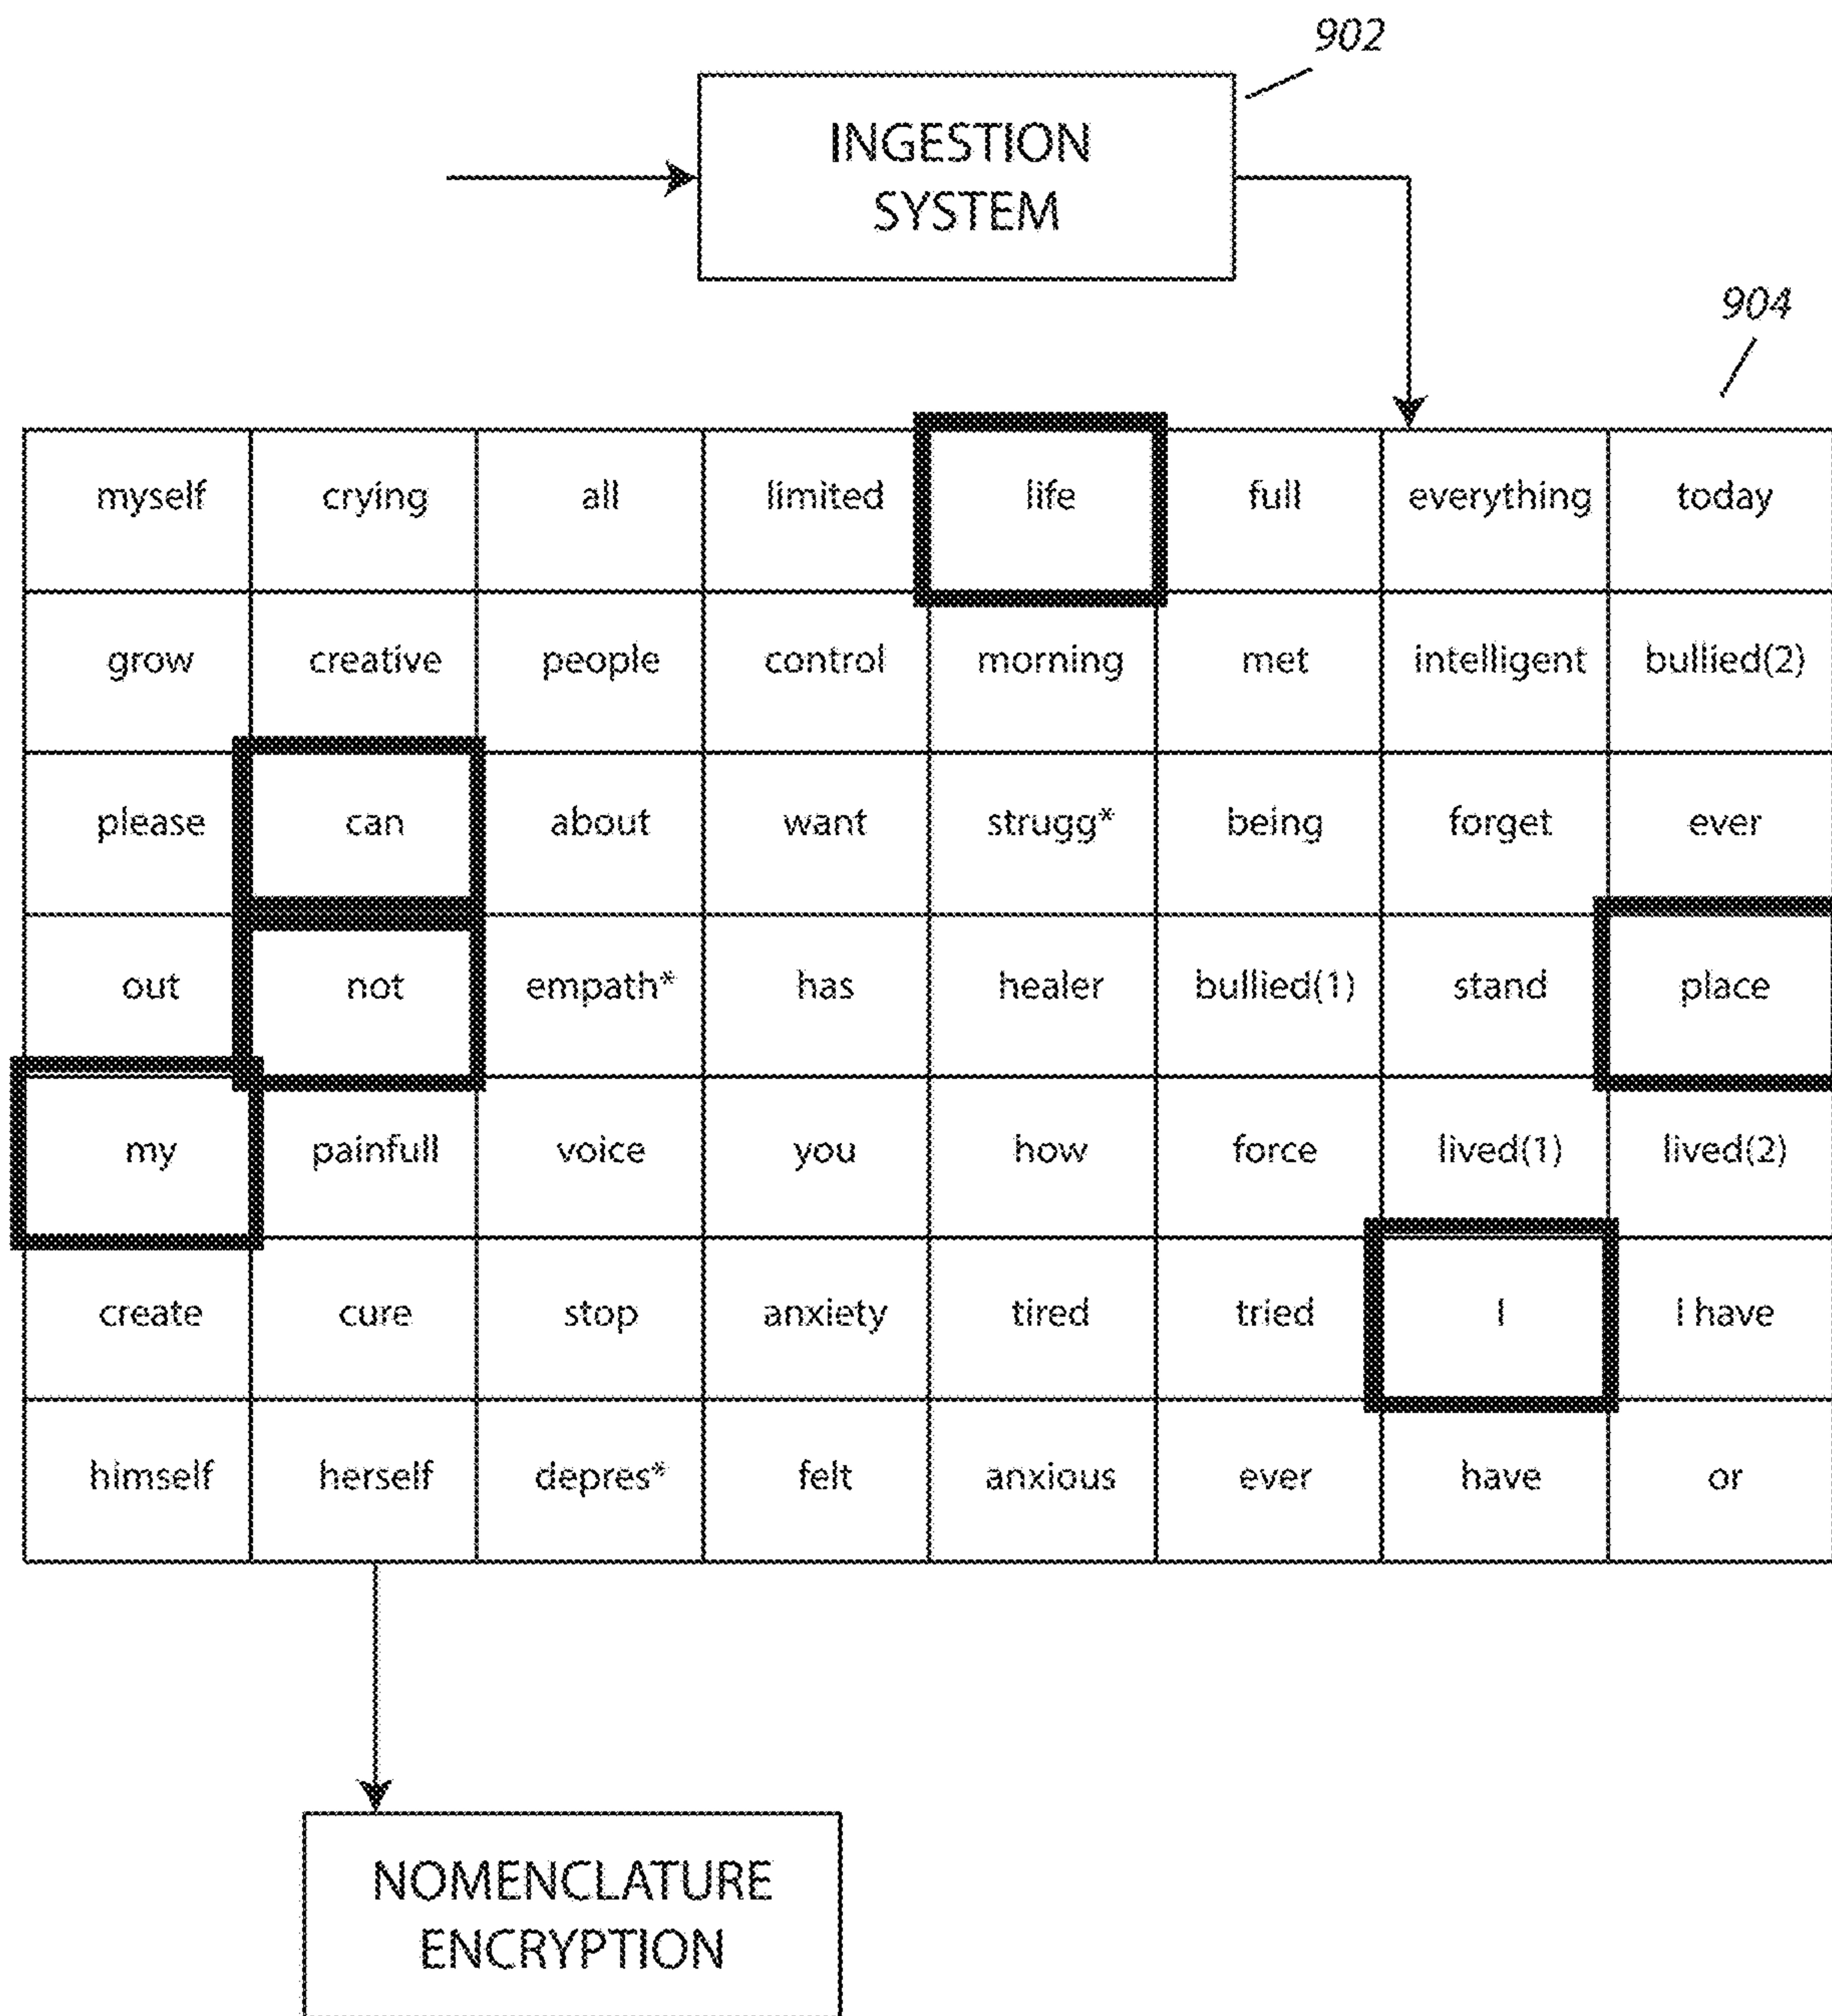 902
INGESTION
SYSTEM
904
myself crying all limited life full everything today
grow creative people control morning met intelligent bullied(2)
please can about want strugg* being forget ever
out not empath* has healer bullied(1) stand place
my painfull voice you how force lived(1) lived(2)
create cure stop anxiety tired tried I I have
himself herself depres* felt anxious ever have or
NOMENCLATURE
ENCRYPTION